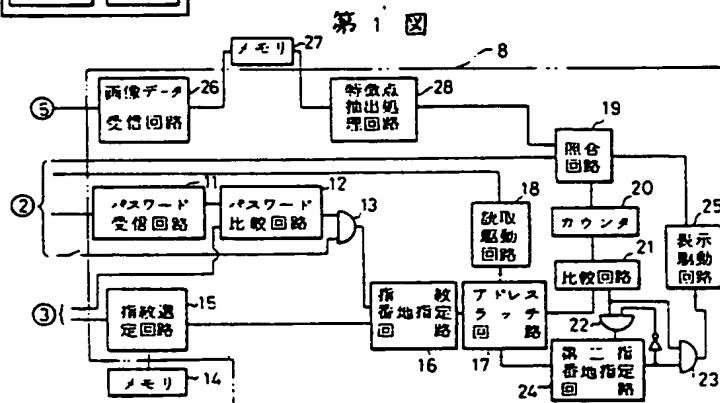 第 1 図
メモリ 27
8
画像データ 26
受信回路
特徴点 28
抽出処
理回路
⑤
19
照合
回路
11
パスワード
受信回路
12
パスワード
比較回路
13
②
18
読取
駆動
回路
20
カウンタ
25
表示
駆動
回路
21
比較回路
③
15
指紋選
定回路
指紋
番地指定
回路
16
アドレス
ラッチ
回路
17
22
第二指
番地指定
回路
24
23
メモリ 14